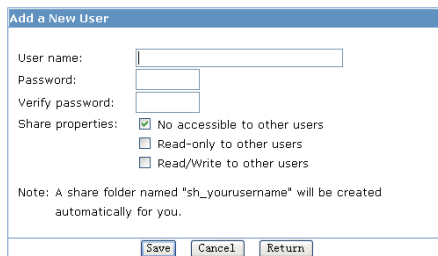 Add a New User
User name:
Password:
Verify password:
Share properties: No accessible to other users
Read-only to other users
Read/Write to other users
Note: A share folder named "sh_yourusername" will be created
automatically for you.
Save Cancel Return